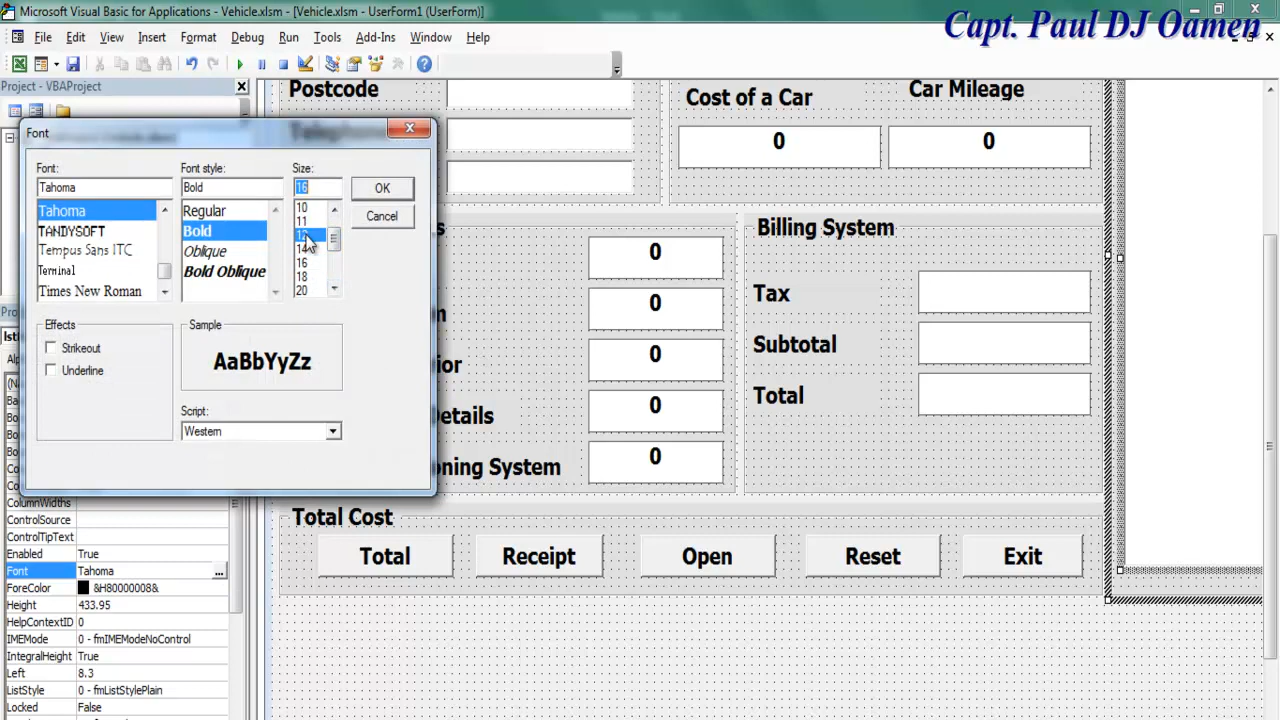 Microsoft Visual Basic for Applications - Vehicle.xlsm - [Vehicle.xlsm - UserForm1 (UserForm)]
Capt. Paul DJ Oamen
File Edit View Insert Format Debug Run Tools Add-Ins Window Help
Project - VBAProject
Font
Font: Font style: Size:
Tahoma Bold 16 OK
Tahoma Regular 10 Cancel
TANDYSOFT Bold 11
Tempus Sans ITC Oblique 12
Terminal Bold Oblique 14
Times New Roman 16
18
20
Effects Sample
Strikeout
Underline
AaBbYyZz
Script:
Western
ColumnWidths
ControlSource
ControlTipText
Enabled True
Font Tahoma ...
ForeColor &H80000008&
Height 433.95
HelpContextID 0
IMEMode 0 - fmIMEModeNoControl
IntegralHeight True
Left 8.3
ListStyle 0 - fmListStylePlain
Locked False
Postcode
Cost of a Car Car Mileage
0 0
0
0
0
Details 0
oning System 0
Billing System
Tax
Subtotal
Total
Total Cost
Total Receipt Open Reset Exit